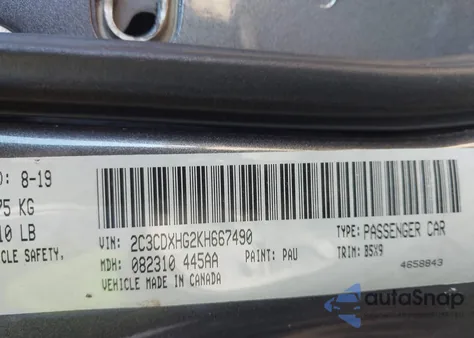 D: 8-19
75 KG
10 LB
CLE SAFETY.
VIN: 2C3CDXHG2KH667490
TYPE: PASSENGER CAR
MDH: 082310 445AA
PAINT: PAU
TRIM: B5X9
VEHICLE MADE IN CANADA
4658843
autoSnap